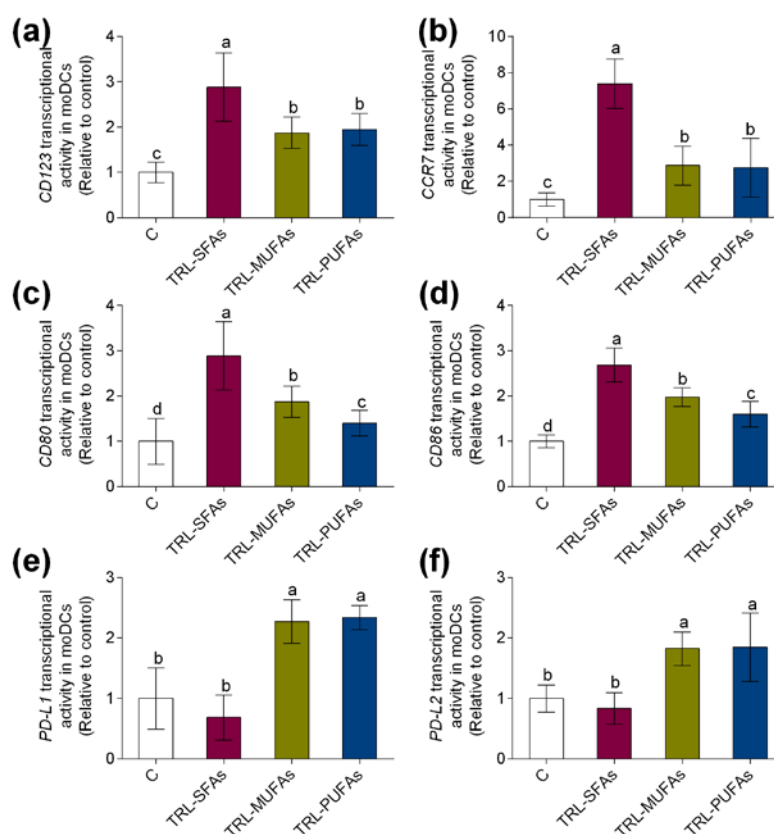 (a)
CD123 transcriptional
activity in moDCs
(Relative to control)
4
3
2
1
0
c
a
b
b
C
TRL-SFAs
TRL-MUFAs
TRL-PUFAs
(b)
CCR7 transcriptional
activity in moDCs
(Relative to control)
10
8
6
4
2
0
c
a
b
b
C
TRL-SFAs
TRL-MUFAs
TRL-PUFAs
(c)
CD80 transcriptional
activity in moDCs
(Relative to control)
4
3
2
1
0
d
a
b
c
C
TRL-SFAs
TRL-MUFAs
TRL-PUFAs
(d)
CD86 transcriptional
activity in moDCs
(Relative to control)
4
3
2
1
0
d
a
b
c
C
TRL-SFAs
TRL-MUFAs
TRL-PUFAs
(e)
PD-L1 transcriptional
activity in moDCs
(Relative to control)
3
2
1
0
b
b
a
a
C
TRL-SFAs
TRL-MUFAs
TRL-PUFAs
(f)
PD-L2 transcriptional
activity in moDCs
(Relative to control)
3
2
1
0
b
b
a
a
C
TRL-SFAs
TRL-MUFAs
TRL-PUFAs